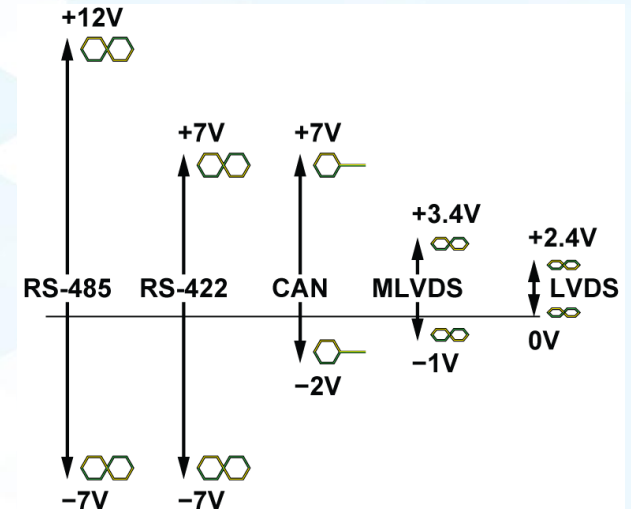 +12V
+7V
+7V
+3.4V
+2.4V
RS-485
RS-422
CAN
MLVDS
LVDS
0V
−1V
−2V
−7V
−7V